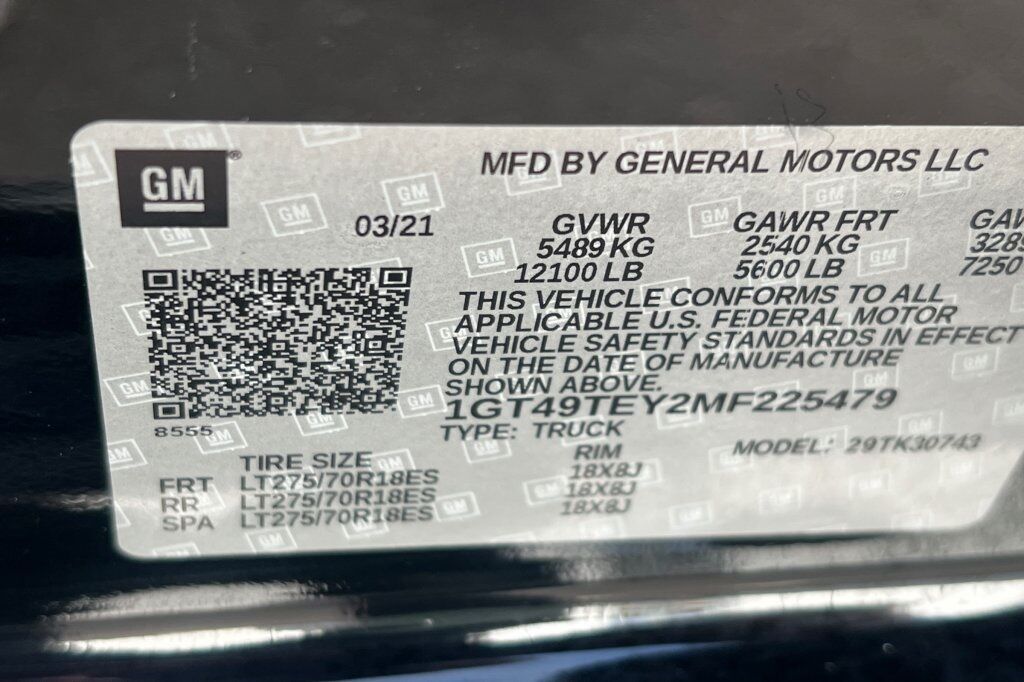 GM
MFD BY GENERAL MOTORS LLC
03/21 GVWR GAWR FRT GAW
5489 KG 2540 KG 328
12100 LB 5600 LB 7250
THIS VEHICLE CONFORMS TO ALL
APPLICABLE U.S. FEDERAL MOTOR
VEHICLE SAFETY STANDARDS IN EFFECT
ON THE DATE OF MANUFACTURE
SHOWN ABOVE.
1GT49TEY2MF225479
8555
TYPE: TRUCK MODEL: 29TK30743
TIRE SIZE RIM
FRT LT275/70R18ES 18X8J
RR LT275/70R18ES 18X8J
SPA LT275/70R18ES 18X8J